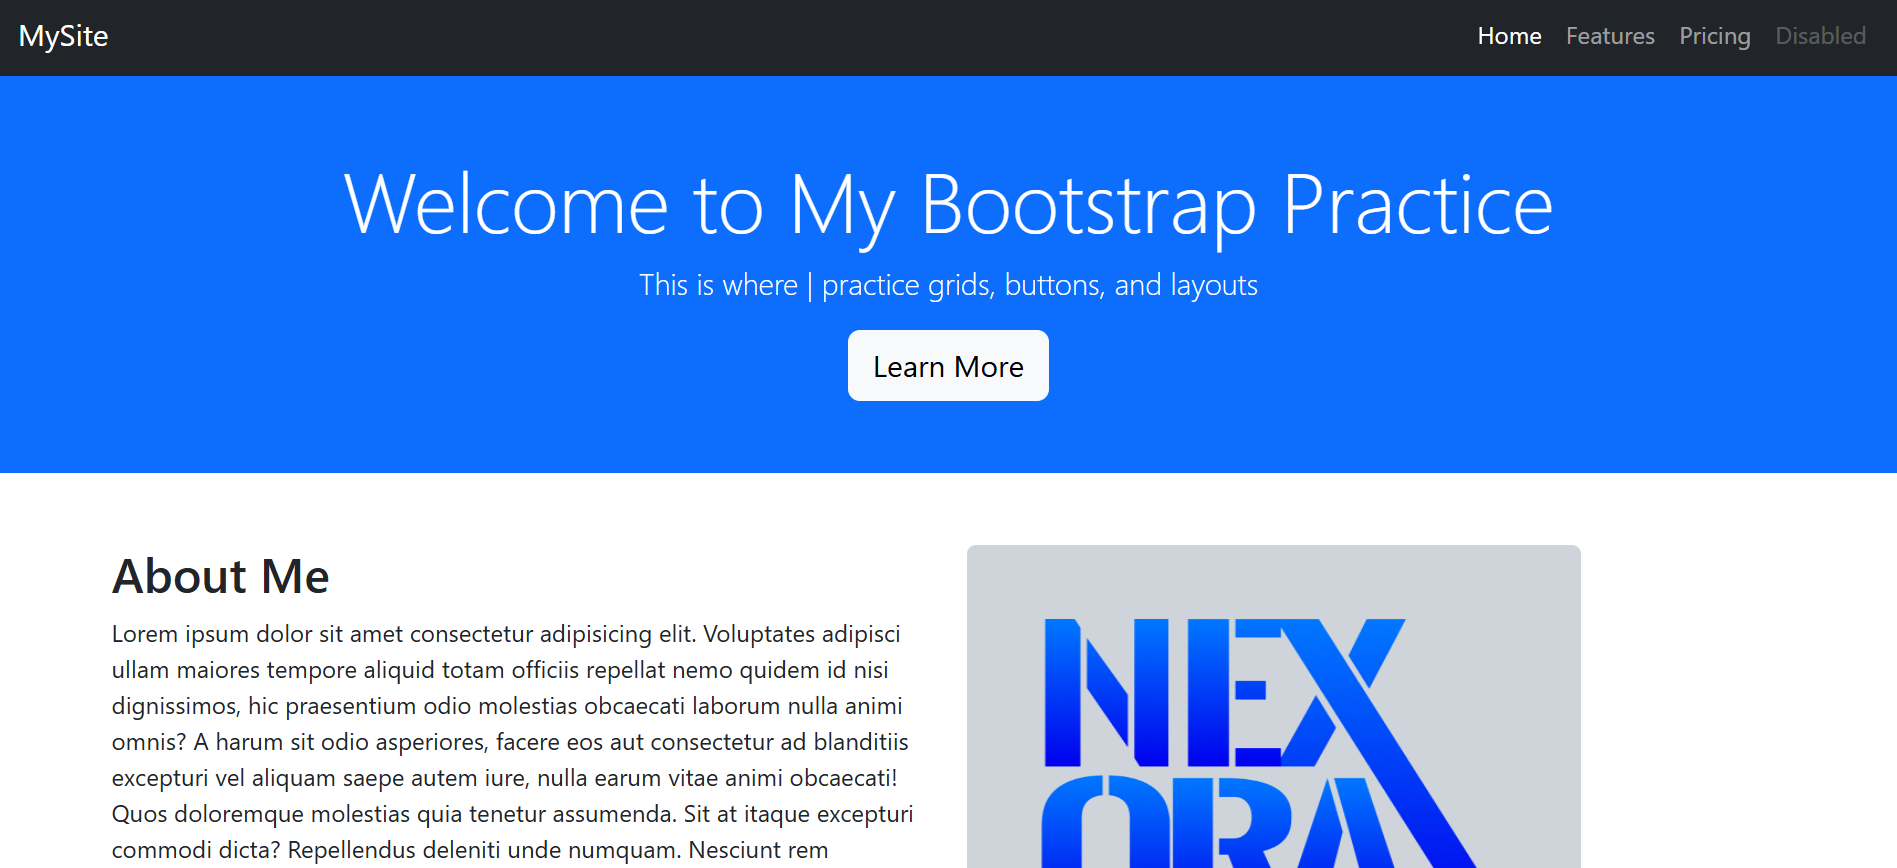 MySite
Home Features Pricing Disabled
Welcome to My Bootstrap Practice
This is where | practice grids, buttons, and layouts
Learn More
About Me
Lorem ipsum dolor sit amet consectetur adipisicing elit. Voluptates adipisci
ullam maiores tempore aliquid totam officiis repellat nemo quidem id nisi
dignissimos, hic praesentium odio molestias obcaecati laborum nulla animi
omnis? A harum sit odio asperiores, facere eos aut consectetur ad blanditiis
excepturi vel aliquam saepe autem iure, nulla earum vitae animi obcaecati!
Quos doloremque molestias quia tenetur assumenda. Sit at itaque excepturi
commodi dicta? Repellendus deleniti unde numquam. Nesciunt rem
NEX
ORA